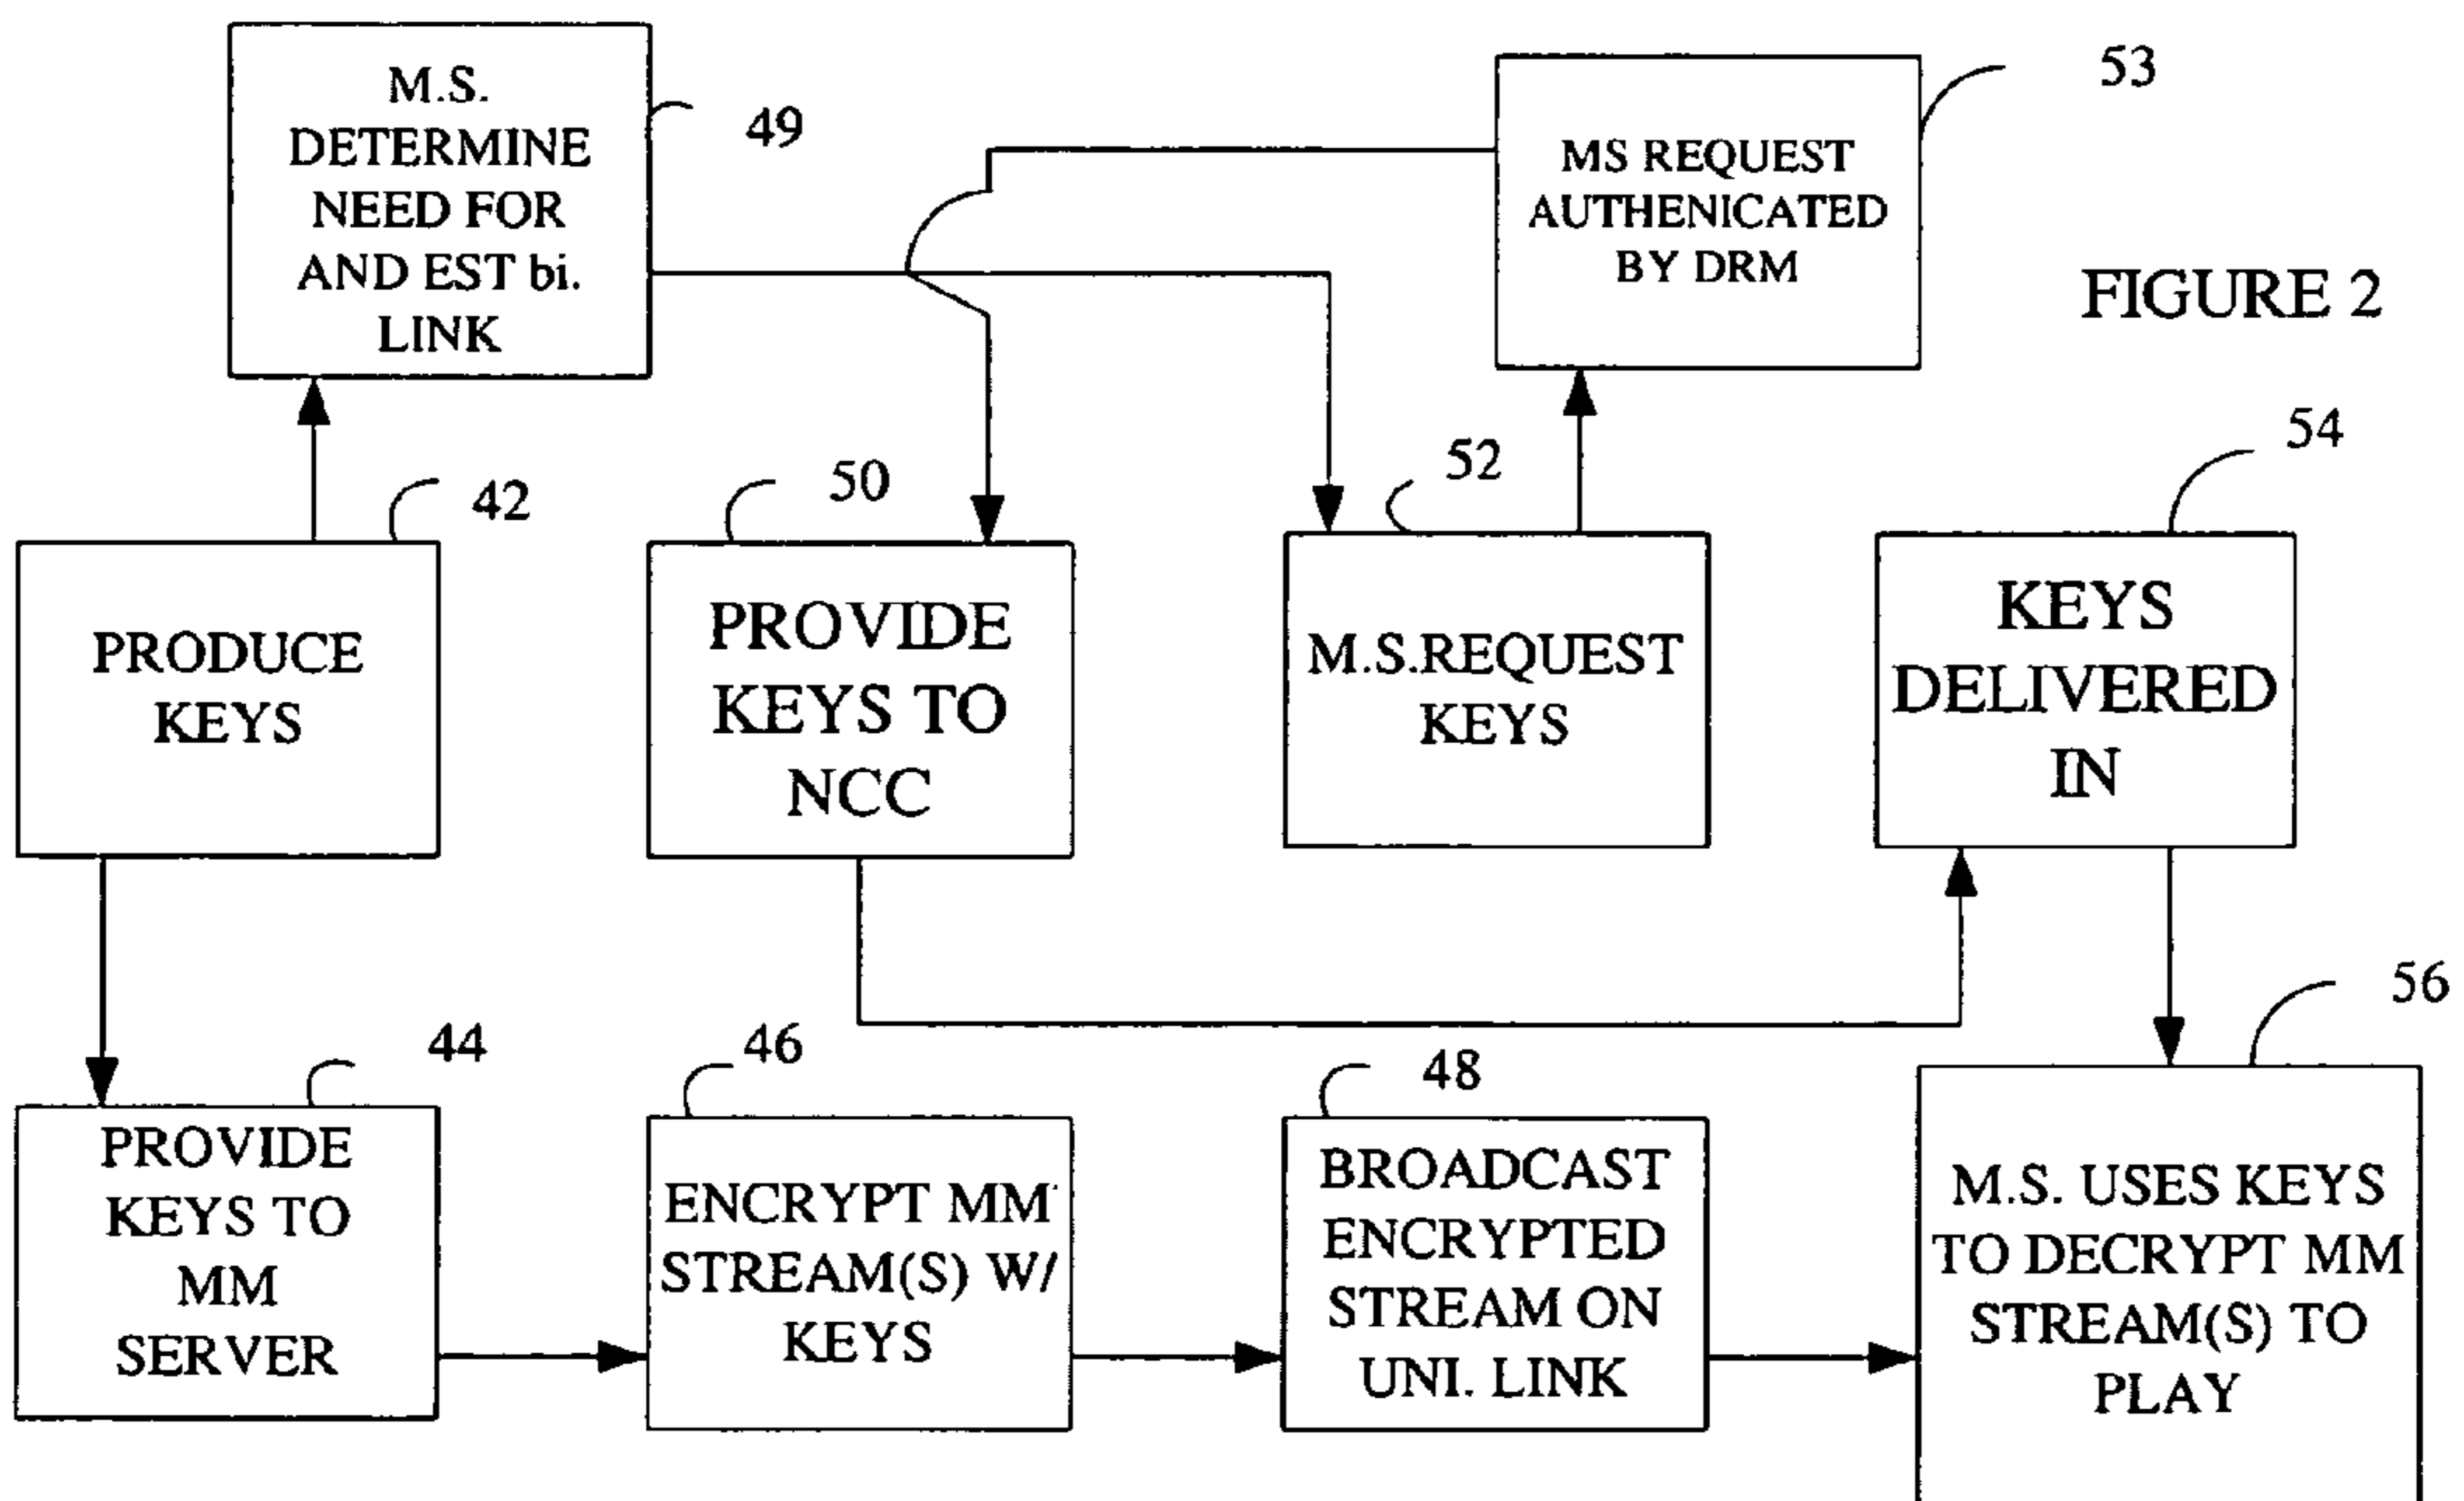 M.S.
DETERMINE
NEED FOR
AND EST bi.
LINK
49
MS REQUEST
AUTHENICATED
BY DRM
53
FIGURE 2
42
PRODUCE
KEYS
50
PROVIDE
KEYS TO
NCC
52
M.S.REQUEST
KEYS
54
KEYS
DELIVERED
IN
44
PROVIDE
KEYS TO
MM
SERVER
46
ENCRYPT MM
STREAM(S) W/
KEYS
48
BROADCAST
ENCRYPTED
STREAM ON
UNI. LINK
56
M.S. USES KEYS
TO DECRYPT MM
STREAM(S) TO
PLAY